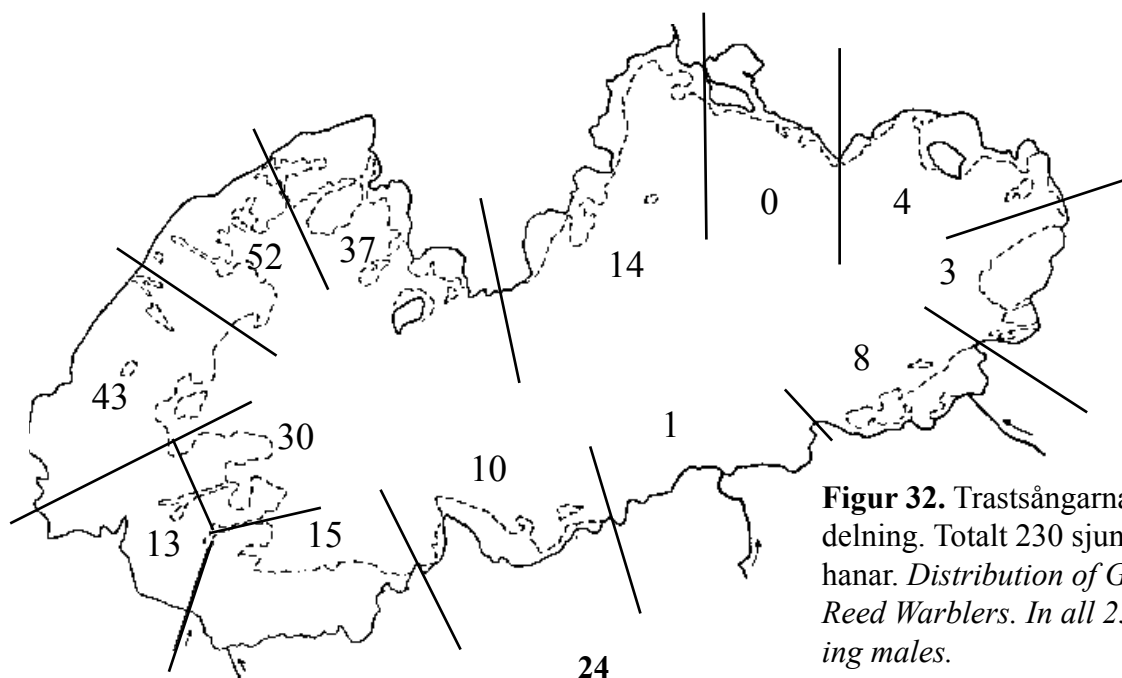 0
4
52
37
14
3
8
43
30
1
10
13
15
Figur 32. Trastsångarna
delning. Totalt 230 sjun
hanar. Distribution of G
Reed Warblers. In all 2
ing males.
24